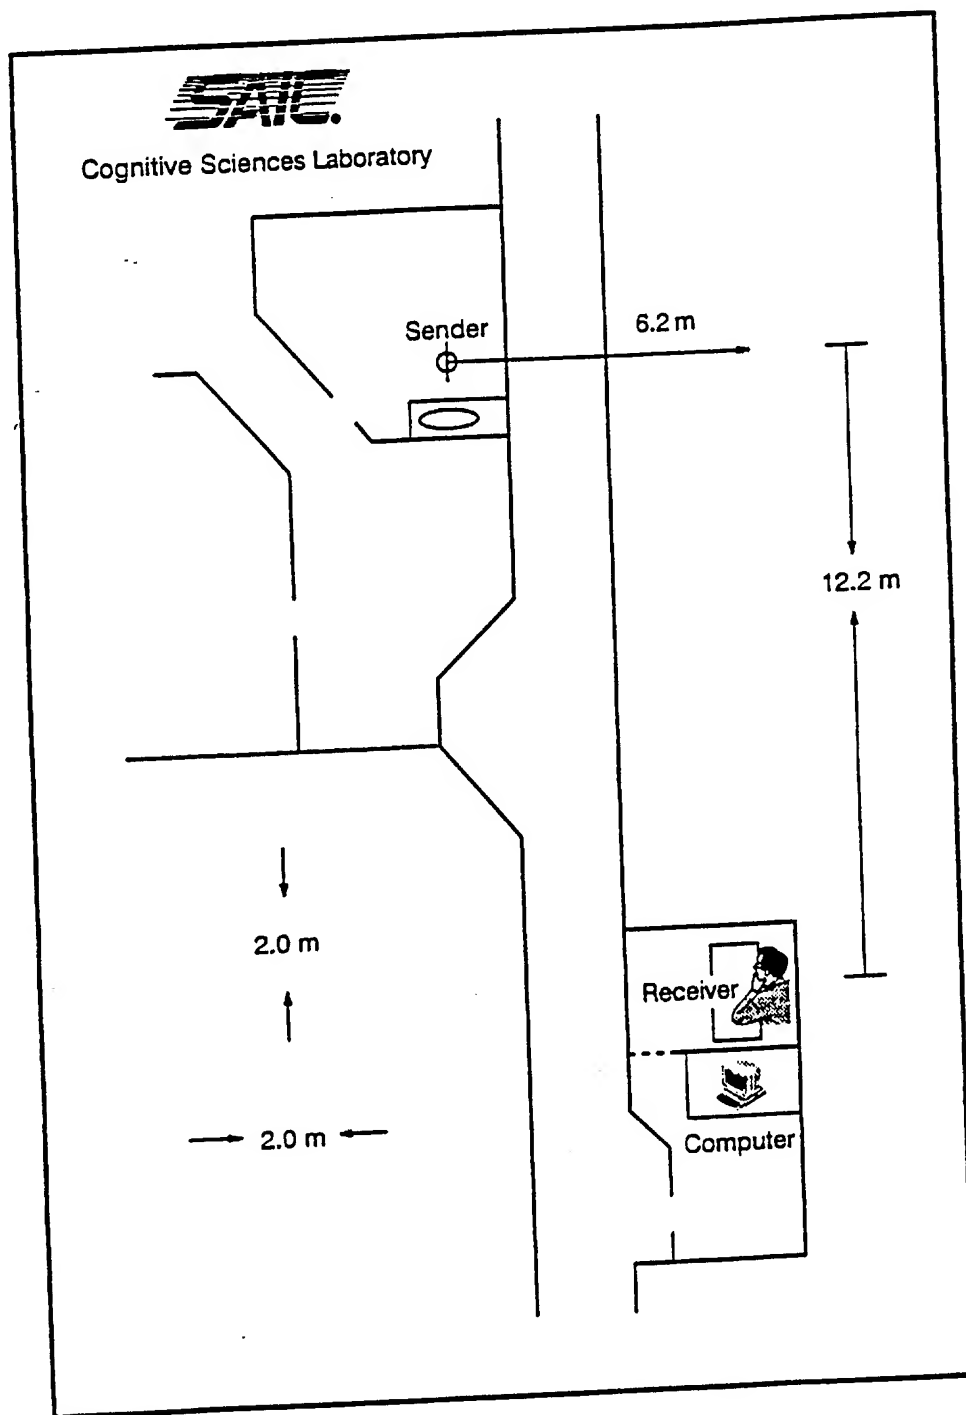 SAIC.
Cognitive Sciences Laboratory
Sender
6.2 m
12.2 m
2.0 m
Receiver
2.0 m
Computer